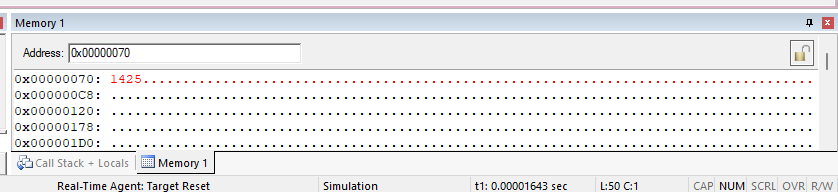 Memory 1
Address: 0x00000070
0x00000070: 1425........................................................................................
0x000000C8: ........................................................................................
0x00000120: ........................................................................................
0x00000178: ........................................................................................
0x000001D0: ........................................................................................
Call Stack + Locals Memory 1
Real-Time Agent: Target Reset Simulation t1: 0.00001643 sec L:50 C:1 CAP NUM SCRL OVR R/W